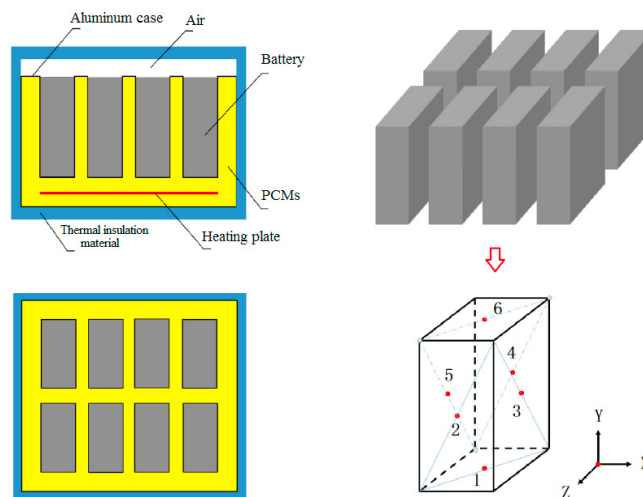 Aluminum case
Air
Battery
PCMs
Heating plate
Thermal insulation
material
6
5
4
2
3
1
Y
X
Z